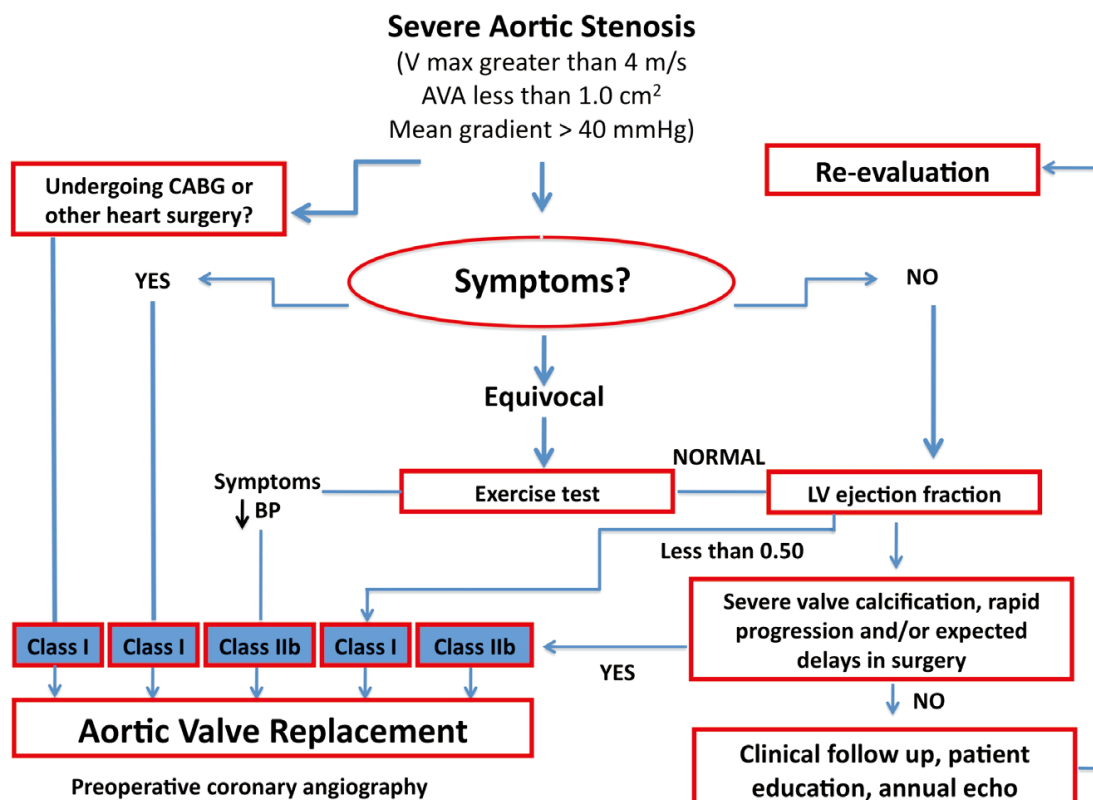 Severe Aortic Stenosis
(V max greater than 4 m/s
AVA less than 1.0 cm²
Mean gradient > 40 mmHg)
Undergoing CABG or
other heart surgery?
Re-evaluation
YES
Symptoms?
NO
Equivocal
Symptoms
↓ BP
Exercise test
NORMAL
LV ejection fraction
Less than 0.50
Severe valve calcification, rapid
progression and/or expected
delays in surgery
Class I
Class I
Class IIb
Class I
Class IIb
YES
NO
Aortic Valve Replacement
Clinical follow up, patient
education, annual echo
Preoperative coronary angiography